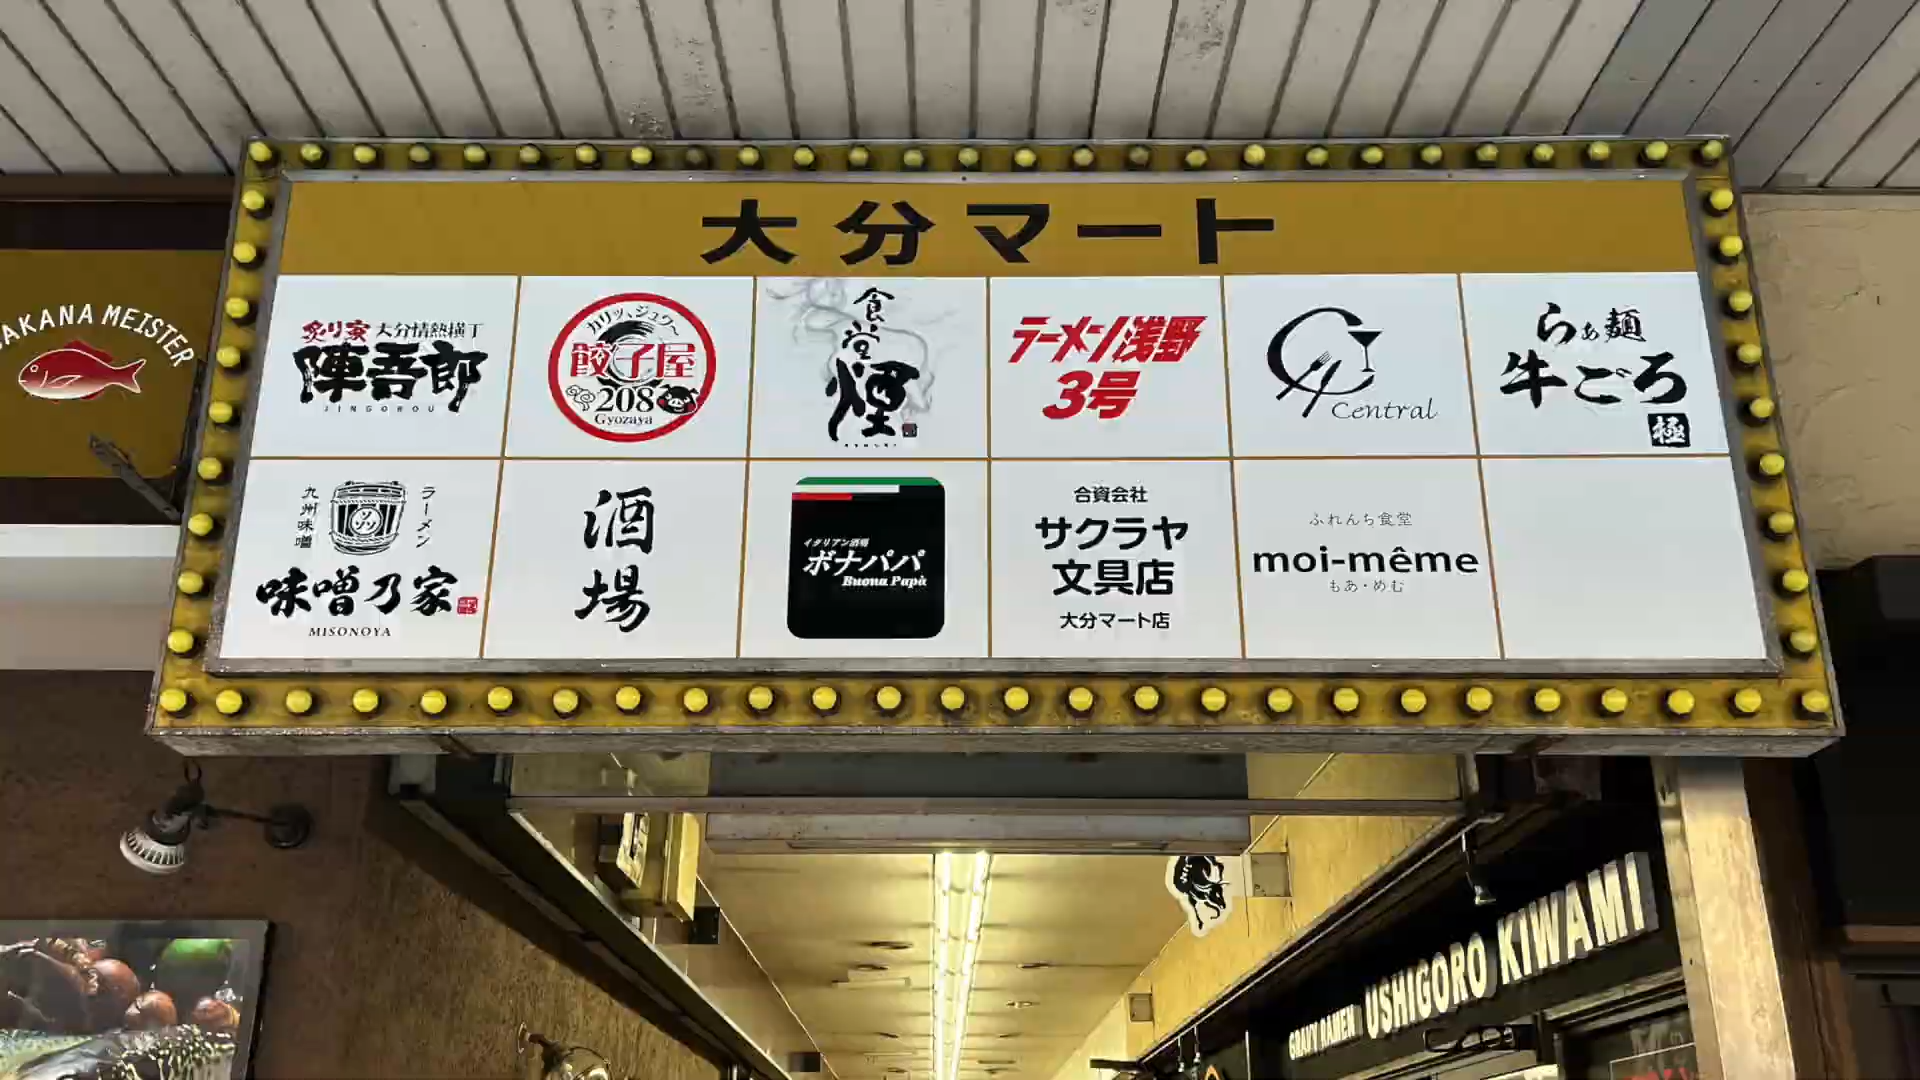 大分マート
炙り家 大分情熱横丁
陣吾郎
JINGOROU
カリッ、ジュワ〜
餃子屋
208
Gyozaya
食堂
煙
ラーメン浅野
3号
Central
らぁ麺
牛ごろ
極
九州味噌
ラーメン
味噌乃家
MISONOYA
酒場
イタリアン酒場
ボナパパ
Buona Papà
合資会社
サクラヤ
文具店
大分マート店
ふれんち食堂
moi-même
もあ・めむ
AKANA MEISTER
GRAVY RAMEN USHIGORO KIWAMI